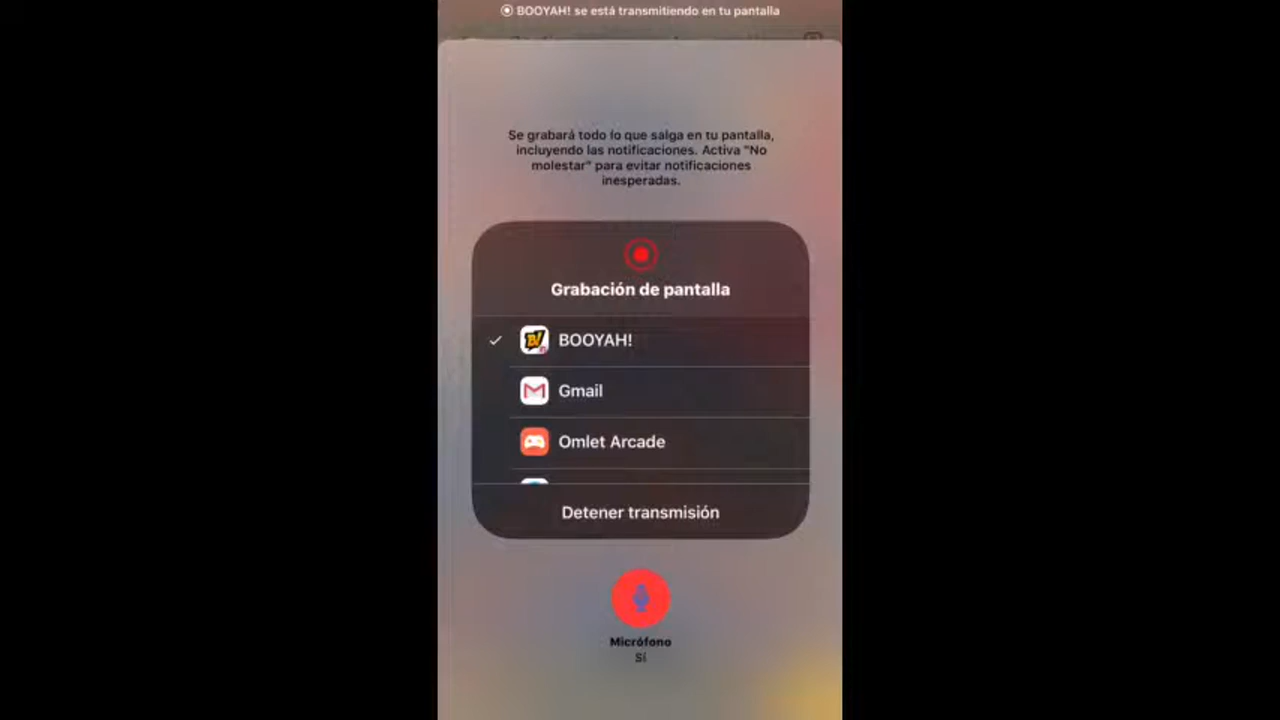 BOOYAH! se está transmitiendo en tu pantalla
Se grabará todo lo que salga en tu pantalla,
incluyendo las notificaciones. Activa "No
molestar" para evitar notificaciones
inesperadas.
Grabación de pantalla
BOOYAH!
Gmail
Omlet Arcade
Detener transmisión
Micrófono
Sí